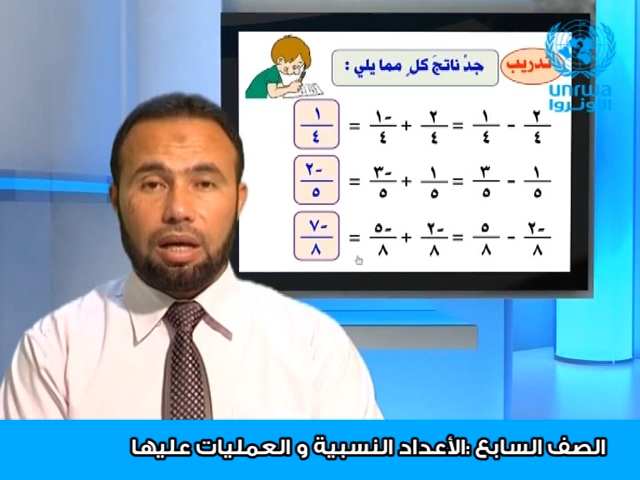 unrwa
الأونروا
تدريب
جدْ ناتجَ كلٍ مما يلي :
٢/٤ - ١/٤ = ٢/٤ + -١/٤ = ١/٤
١/٥ - ٣/٥ = ١/٥ + -٣/٥ = -٢/٥
-٢/٨ - ٥/٨ = -٢/٨ + -٥/٨ = -٧/٨
الصف السابع :الأعداد النسبية و العمليات عليها